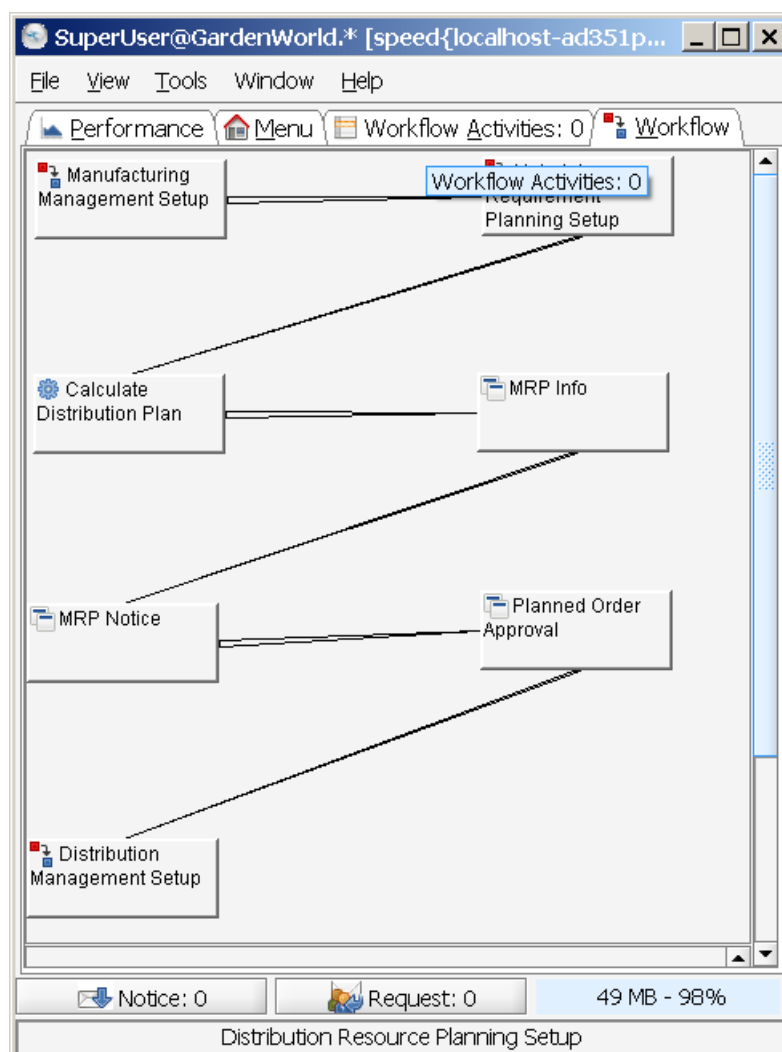 SuperUser@GardenWorld.* [speed{localhost-ad351p...
File View Tools Window Help
Performance Menu Workflow Activities: 0 Workflow
Manufacturing
Management Setup
Workflow Activities: 0
Requirement
Planning Setup
Calculate
Distribution Plan
MRP Info
MRP Notice
Planned Order
Approval
Distribution
Management Setup
Notice: 0 Request: 0 49 MB - 98%
Distribution Resource Planning Setup